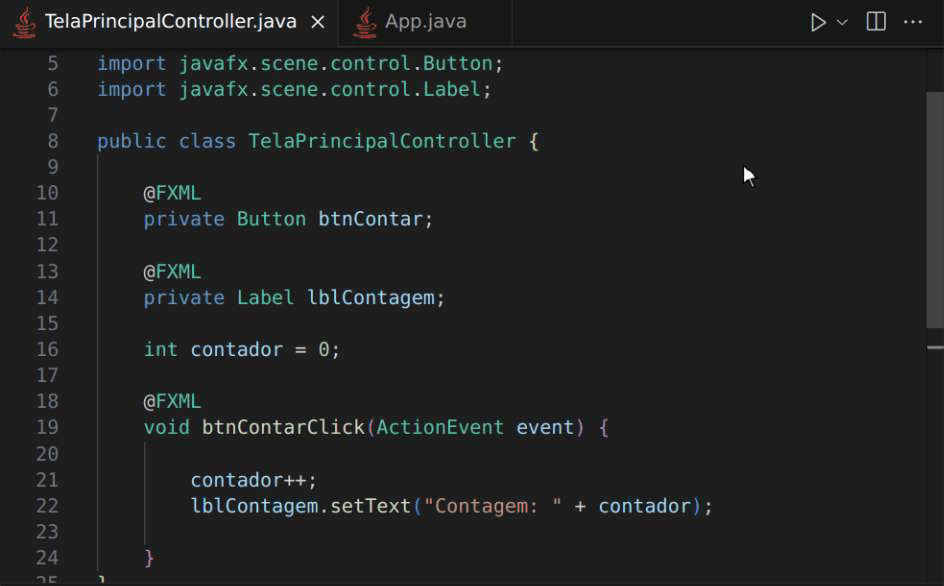 TelaPrincipalController.java App.java
5 import javafx.scene.control.Button;
6 import javafx.scene.control.Label;
7
8 public class TelaPrincipalController {
9
10 @FXML
11 private Button btnContar;
12
13 @FXML
14 private Label lblContagem;
15
16 int contador = 0;
17
18 @FXML
19 void btnContarClick(ActionEvent event) {
20
21 contador++;
22 lblContagem.setText("Contagem: " + contador);
23
24 }
25 }